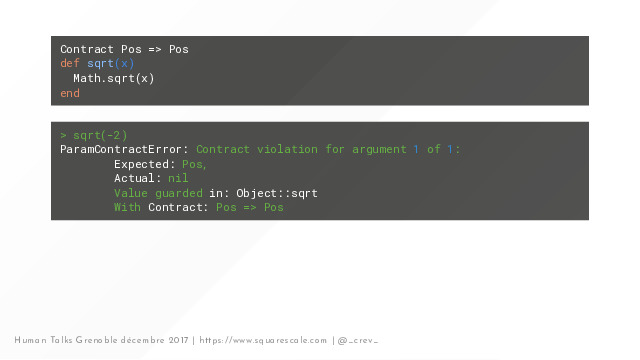 Contract Pos => Pos
def sqrt(x)
  Math.sqrt(x)
end
> sqrt(-2)
ParamContractError: Contract violation for argument 1 of 1:
        Expected: Pos,
        Actual: nil
        Value guarded in: Object::sqrt
        With Contract: Pos => Pos
Human Talks Grenoble décembre 2017 | https://www.squarescale.com | @_crev_